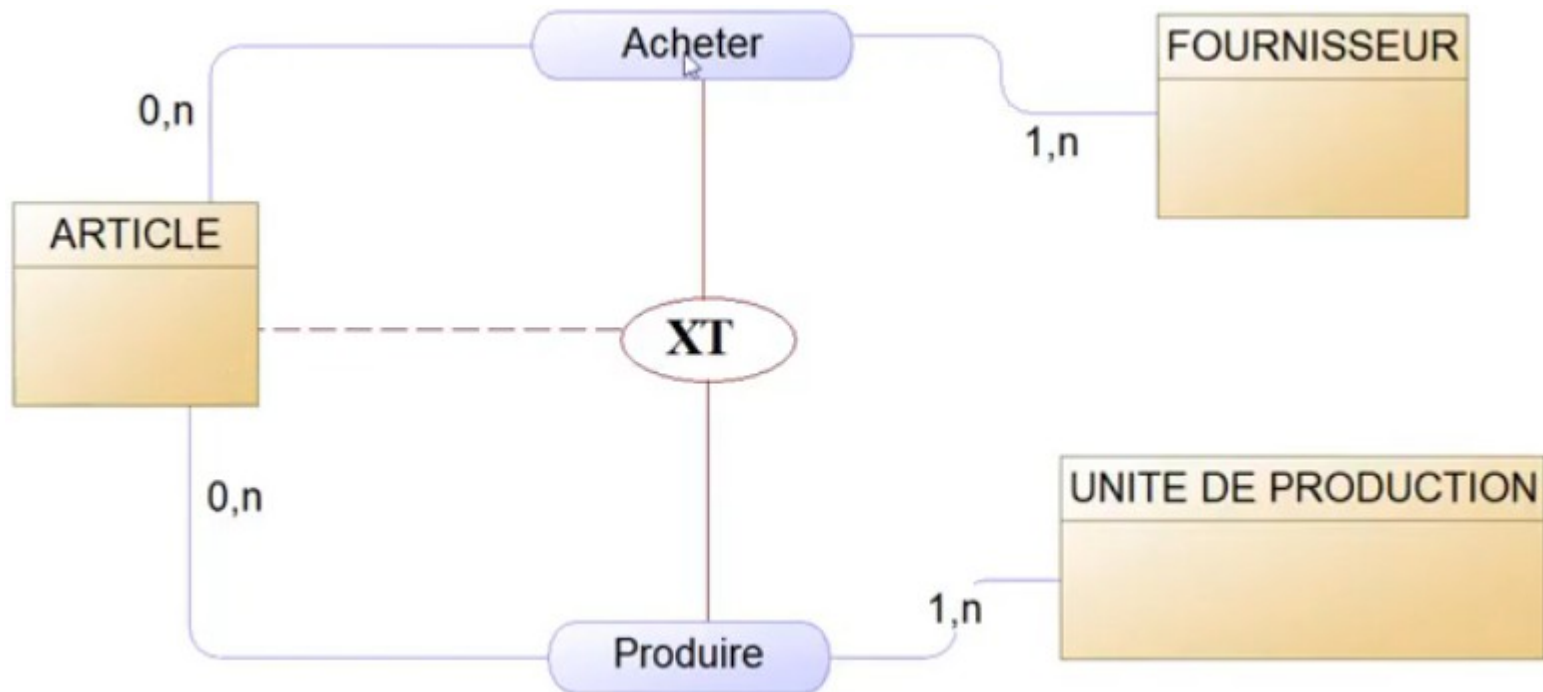 Acheter
FOURNISSEUR
0,n
1,n
ARTICLE
XT
0,n
UNITE DE PRODUCTION
1,n
Produire